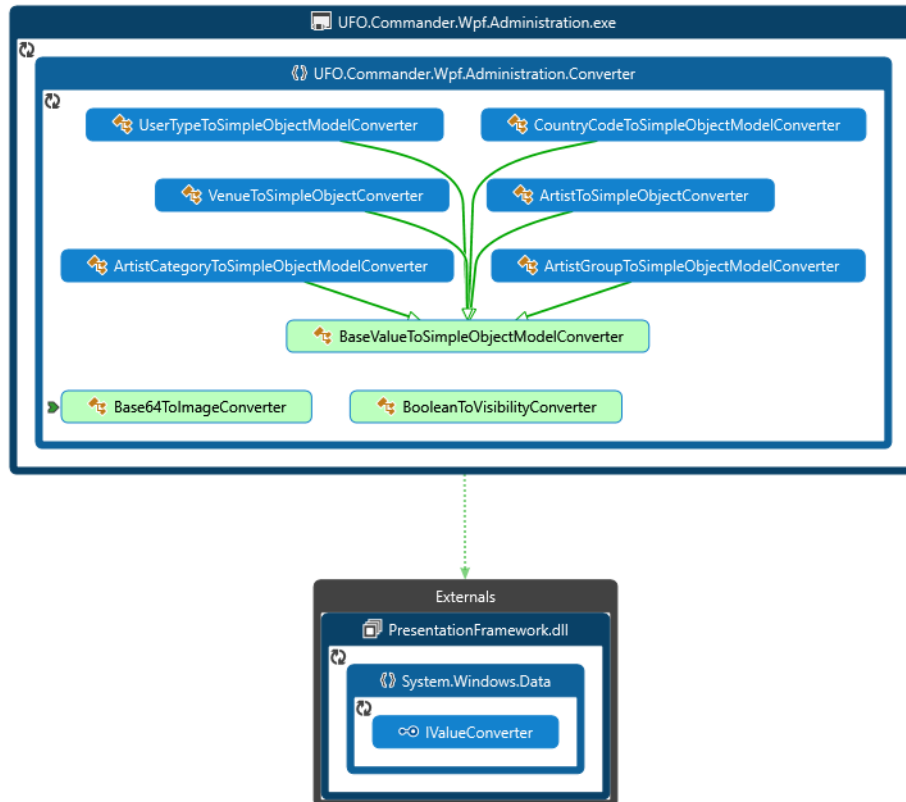 UFO.Commander.Wpf.Administration.exe
UFO.Commander.Wpf.Administration.Converter
UserTypeToSimpleObjectModelConverter
CountryCodeToSimpleObjectModelConverter
VenueToSimpleObjectConverter
ArtistToSimpleObjectConverter
ArtistCategoryToSimpleObjectModelConverter
ArtistGroupToSimpleObjectModelConverter
BaseValueToSimpleObjectModelConverter
Base64ToImageConverter
BooleanToVisibilityConverter
Externals
PresentationFramework.dll
System.Windows.Data
IValueConverter